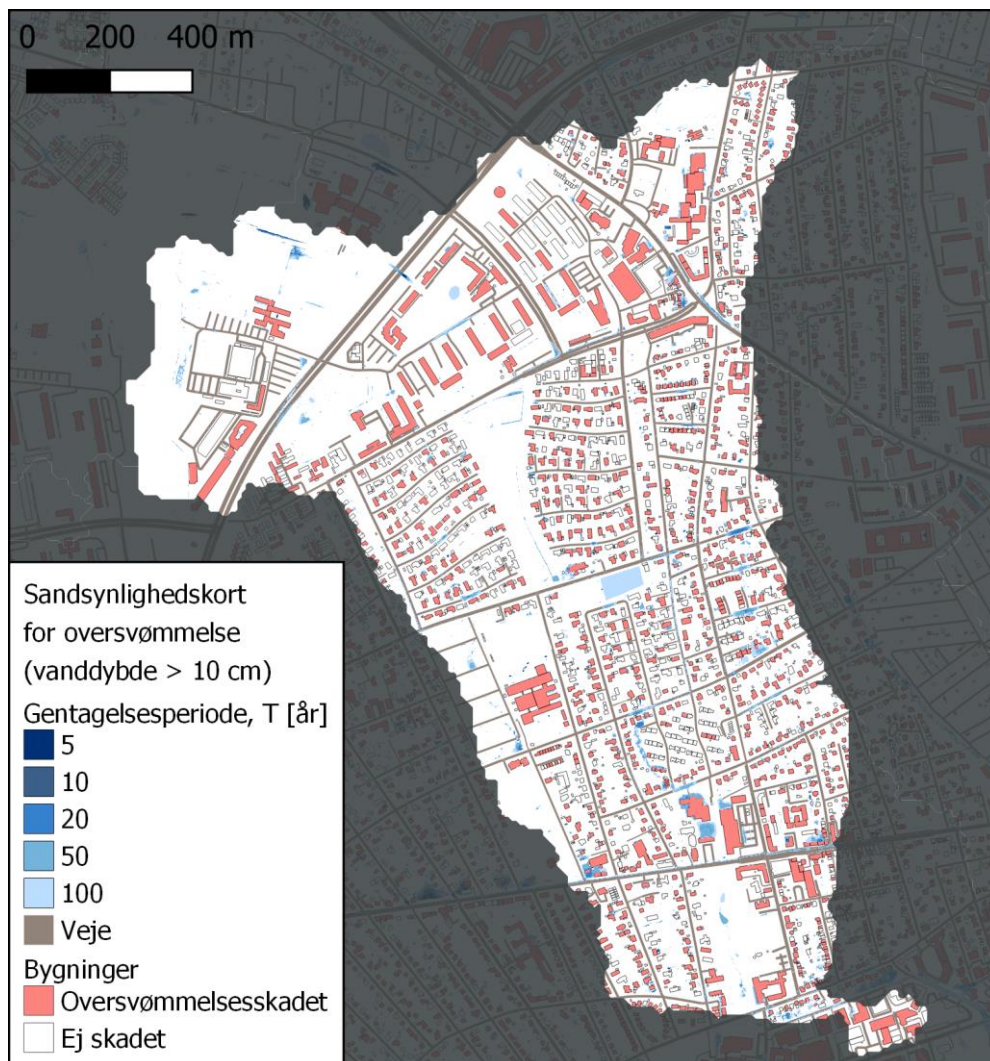 0 200 400 m
Sandsynlighedskort
for oversvømmelse
(vanddybde > 10 cm)
Gentagelsesperiode, T [år]
5
10
20
50
100
Veje
Bygninger
Oversvømmelsesskadet
Ej skadet